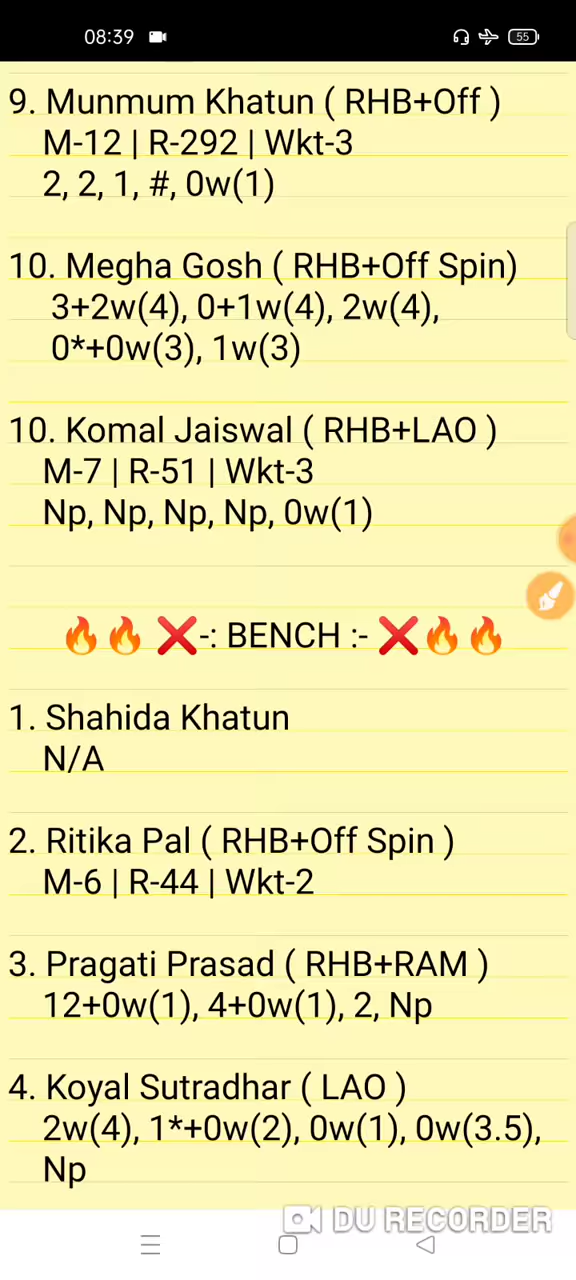 08:39
55
9. Munmum Khatun ( RHB+Off )
M-12 | R-292 | Wkt-3
2, 2, 1, #, 0w(1)
10. Megha Gosh ( RHB+Off Spin)
3+2w(4), 0+1w(4), 2w(4),
0*+0w(3), 1w(3)
10. Komal Jaiswal ( RHB+LAO )
M-7 | R-51 | Wkt-3
Np, Np, Np, Np, 0w(1)
🔥🔥 ❌-: BENCH :- ❌🔥🔥
1. Shahida Khatun
N/A
2. Ritika Pal ( RHB+Off Spin )
M-6 | R-44 | Wkt-2
3. Pragati Prasad ( RHB+RAM )
12+0w(1), 4+0w(1), 2, Np
4. Koyal Sutradhar ( LAO )
2w(4), 1*+0w(2), 0w(1), 0w(3.5),
Np
DU RECORDER